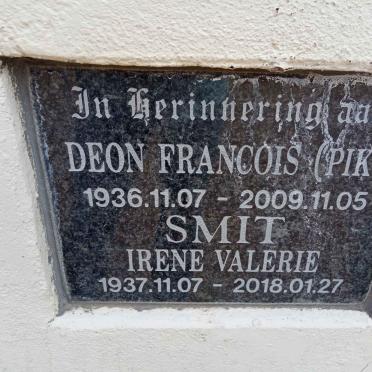 In Herinnering aa
DEON FRANCOIS (PIK
1936.11.07 - 2009.11.05
SMIT
IRENE VALERIE
1937.11.07 - 2018.01.27